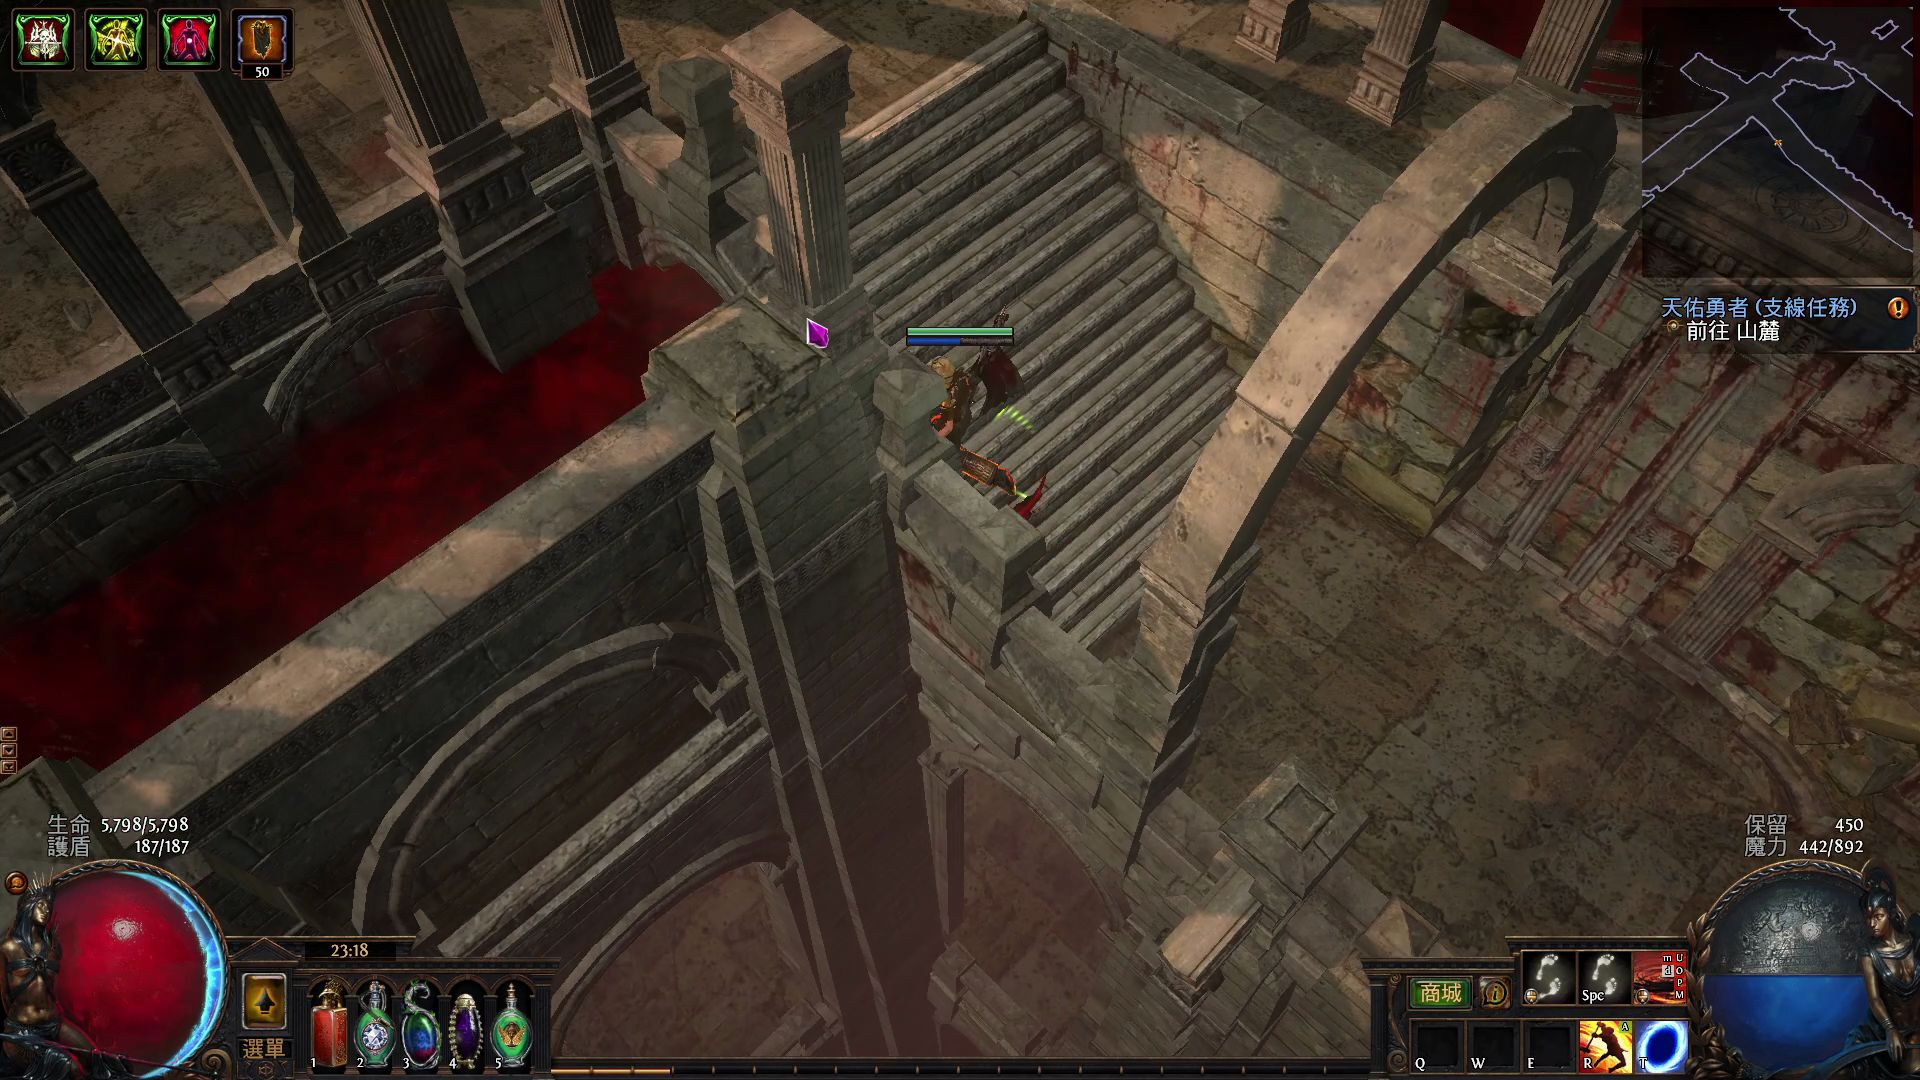 50
天佑勇者 (支線任務)
前往 山麓
生命 5,798/5,798
護盾 187/187
保留 450
魔力 442/892
23:18
選單
1 2 3 4 5
商城
Spc
m U
d O
P
M
Q W E R A T